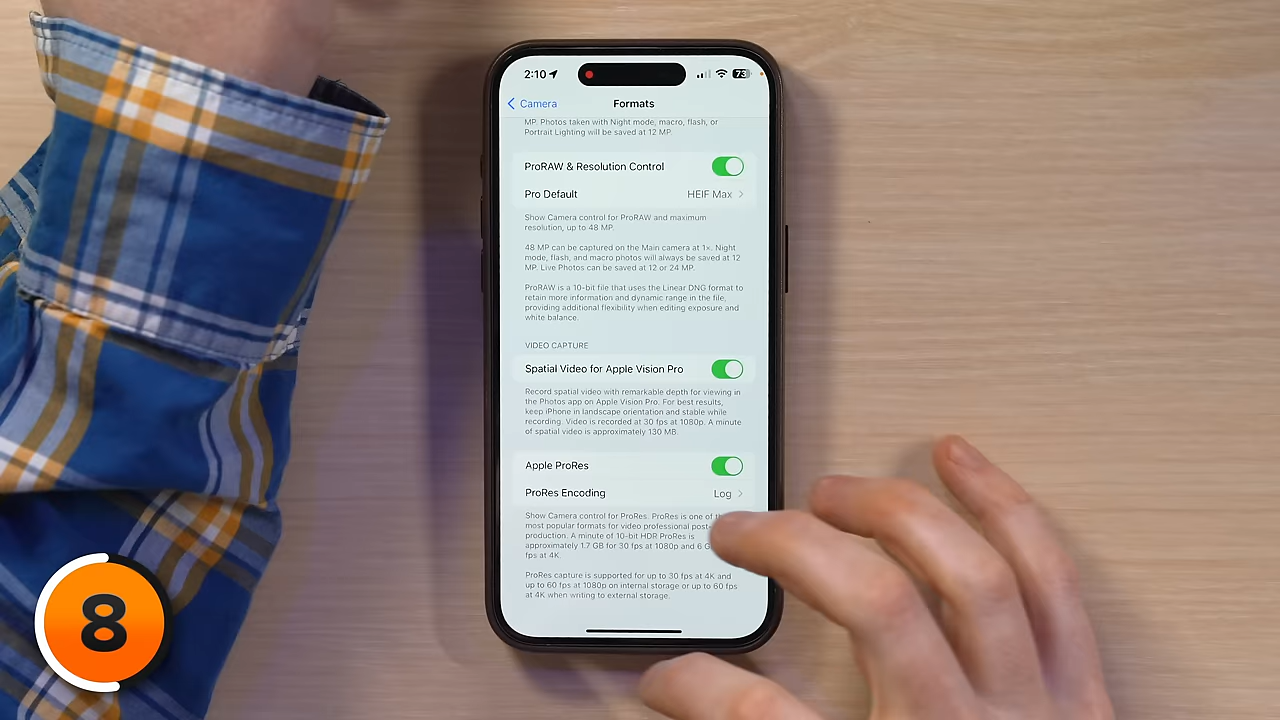 2:10
73
Camera
Formats
MP. Photos taken with Night mode, macro, flash, or
Portrait Lighting will be saved at 12 MP.
ProRAW & Resolution Control
Pro Default
HEIF Max
Show Camera control for ProRAW and maximum
resolution, up to 48 MP.
48 MP can be captured on the Main camera at 1×. Night
mode, flash, and macro photos will always be saved at 12
MP. Live Photos can be saved at 12 or 24 MP.
ProRAW is a 10-bit file that uses the Linear DNG format to
retain more information and dynamic range in the file,
providing additional flexibility when editing exposure and
white balance.
VIDEO CAPTURE
Spatial Video for Apple Vision Pro
Record spatial video with remarkable depth for viewing in
the Photos app on Apple Vision Pro. For best results,
keep iPhone in landscape orientation and stable while
recording. Video is recorded at 30 fps at 1080p. A minute
of spatial video is approximately 130 MB.
Apple ProRes
ProRes Encoding
Log
Show Camera control for ProRes. ProRes is one of
most popular formats for video professional post-
production. A minute of 10-bit HDR ProRes is
approximately 1.7 GB for 30 fps at 1080p and 6
fps at 4K.
ProRes capture is supported for up to 30 fps at 4K and
up to 60 fps at 1080p on internal storage or up to 60 fps
at 4K when writing to external storage.
8